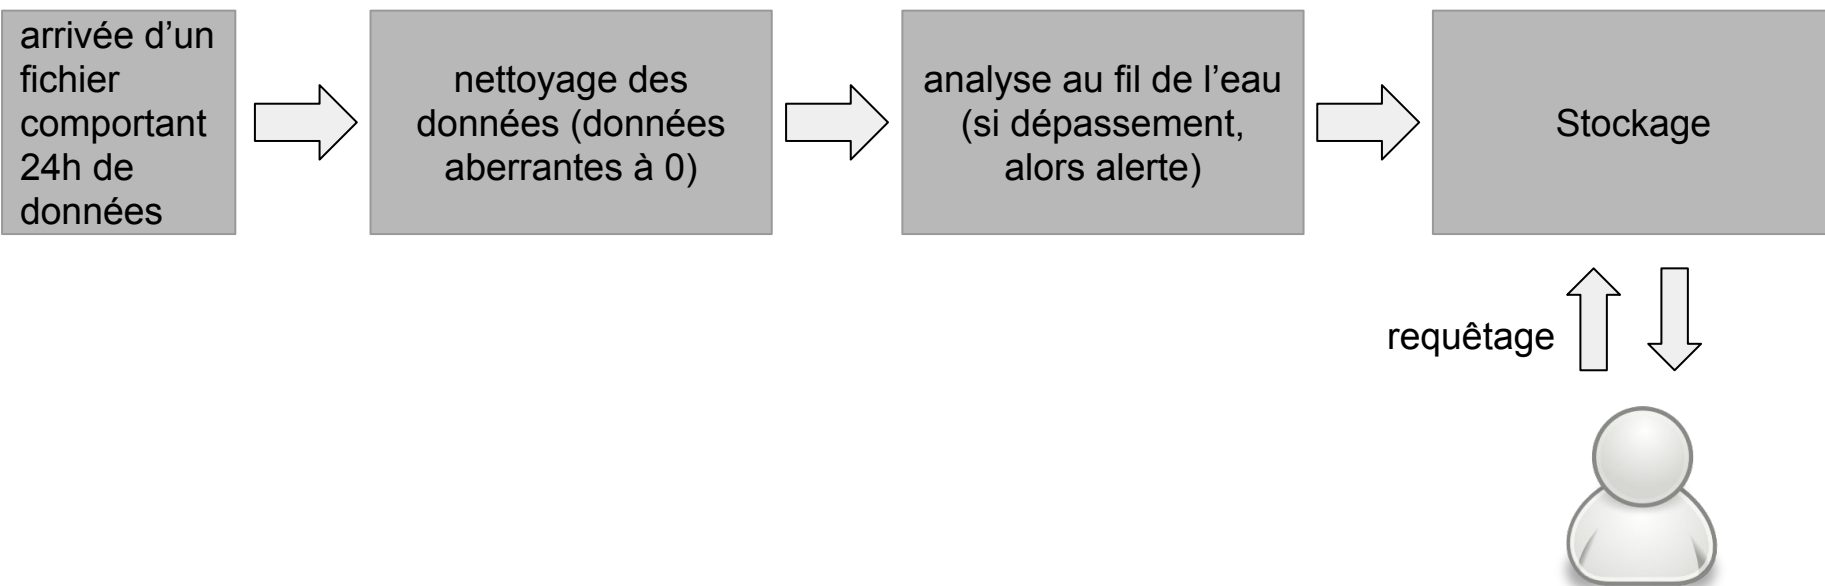 arrivée d’un
fichier
comportant
24h de
données
nettoyage des
données (données
aberrantes à 0)
analyse au fil de l’eau
(si dépassement,
alors alerte)
Stockage
requêtage